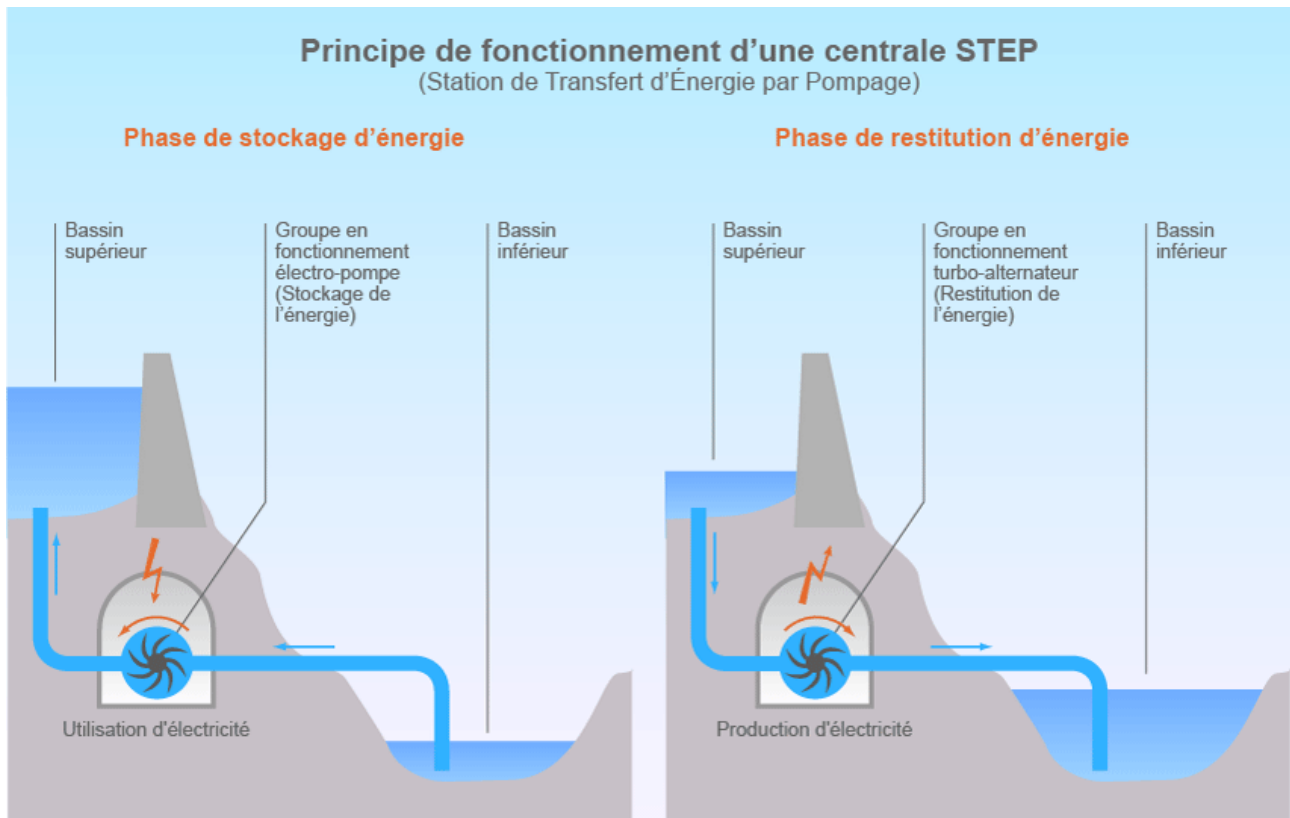 Principe de fonctionnement d’une centrale STEP
(Station de Transfert d’Énergie par Pompage)
Phase de stockage d’énergie
Bassin
supérieur
Groupe en
fonctionnement
électro-pompe
(Stockage de
l’énergie)
Bassin
inférieur
Utilisation d'électricité
Phase de restitution d’énergie
Bassin
supérieur
Groupe en
fonctionnement
turbo-alternateur
(Restitution de
l’énergie)
Bassin
inférieur
Production d'électricité